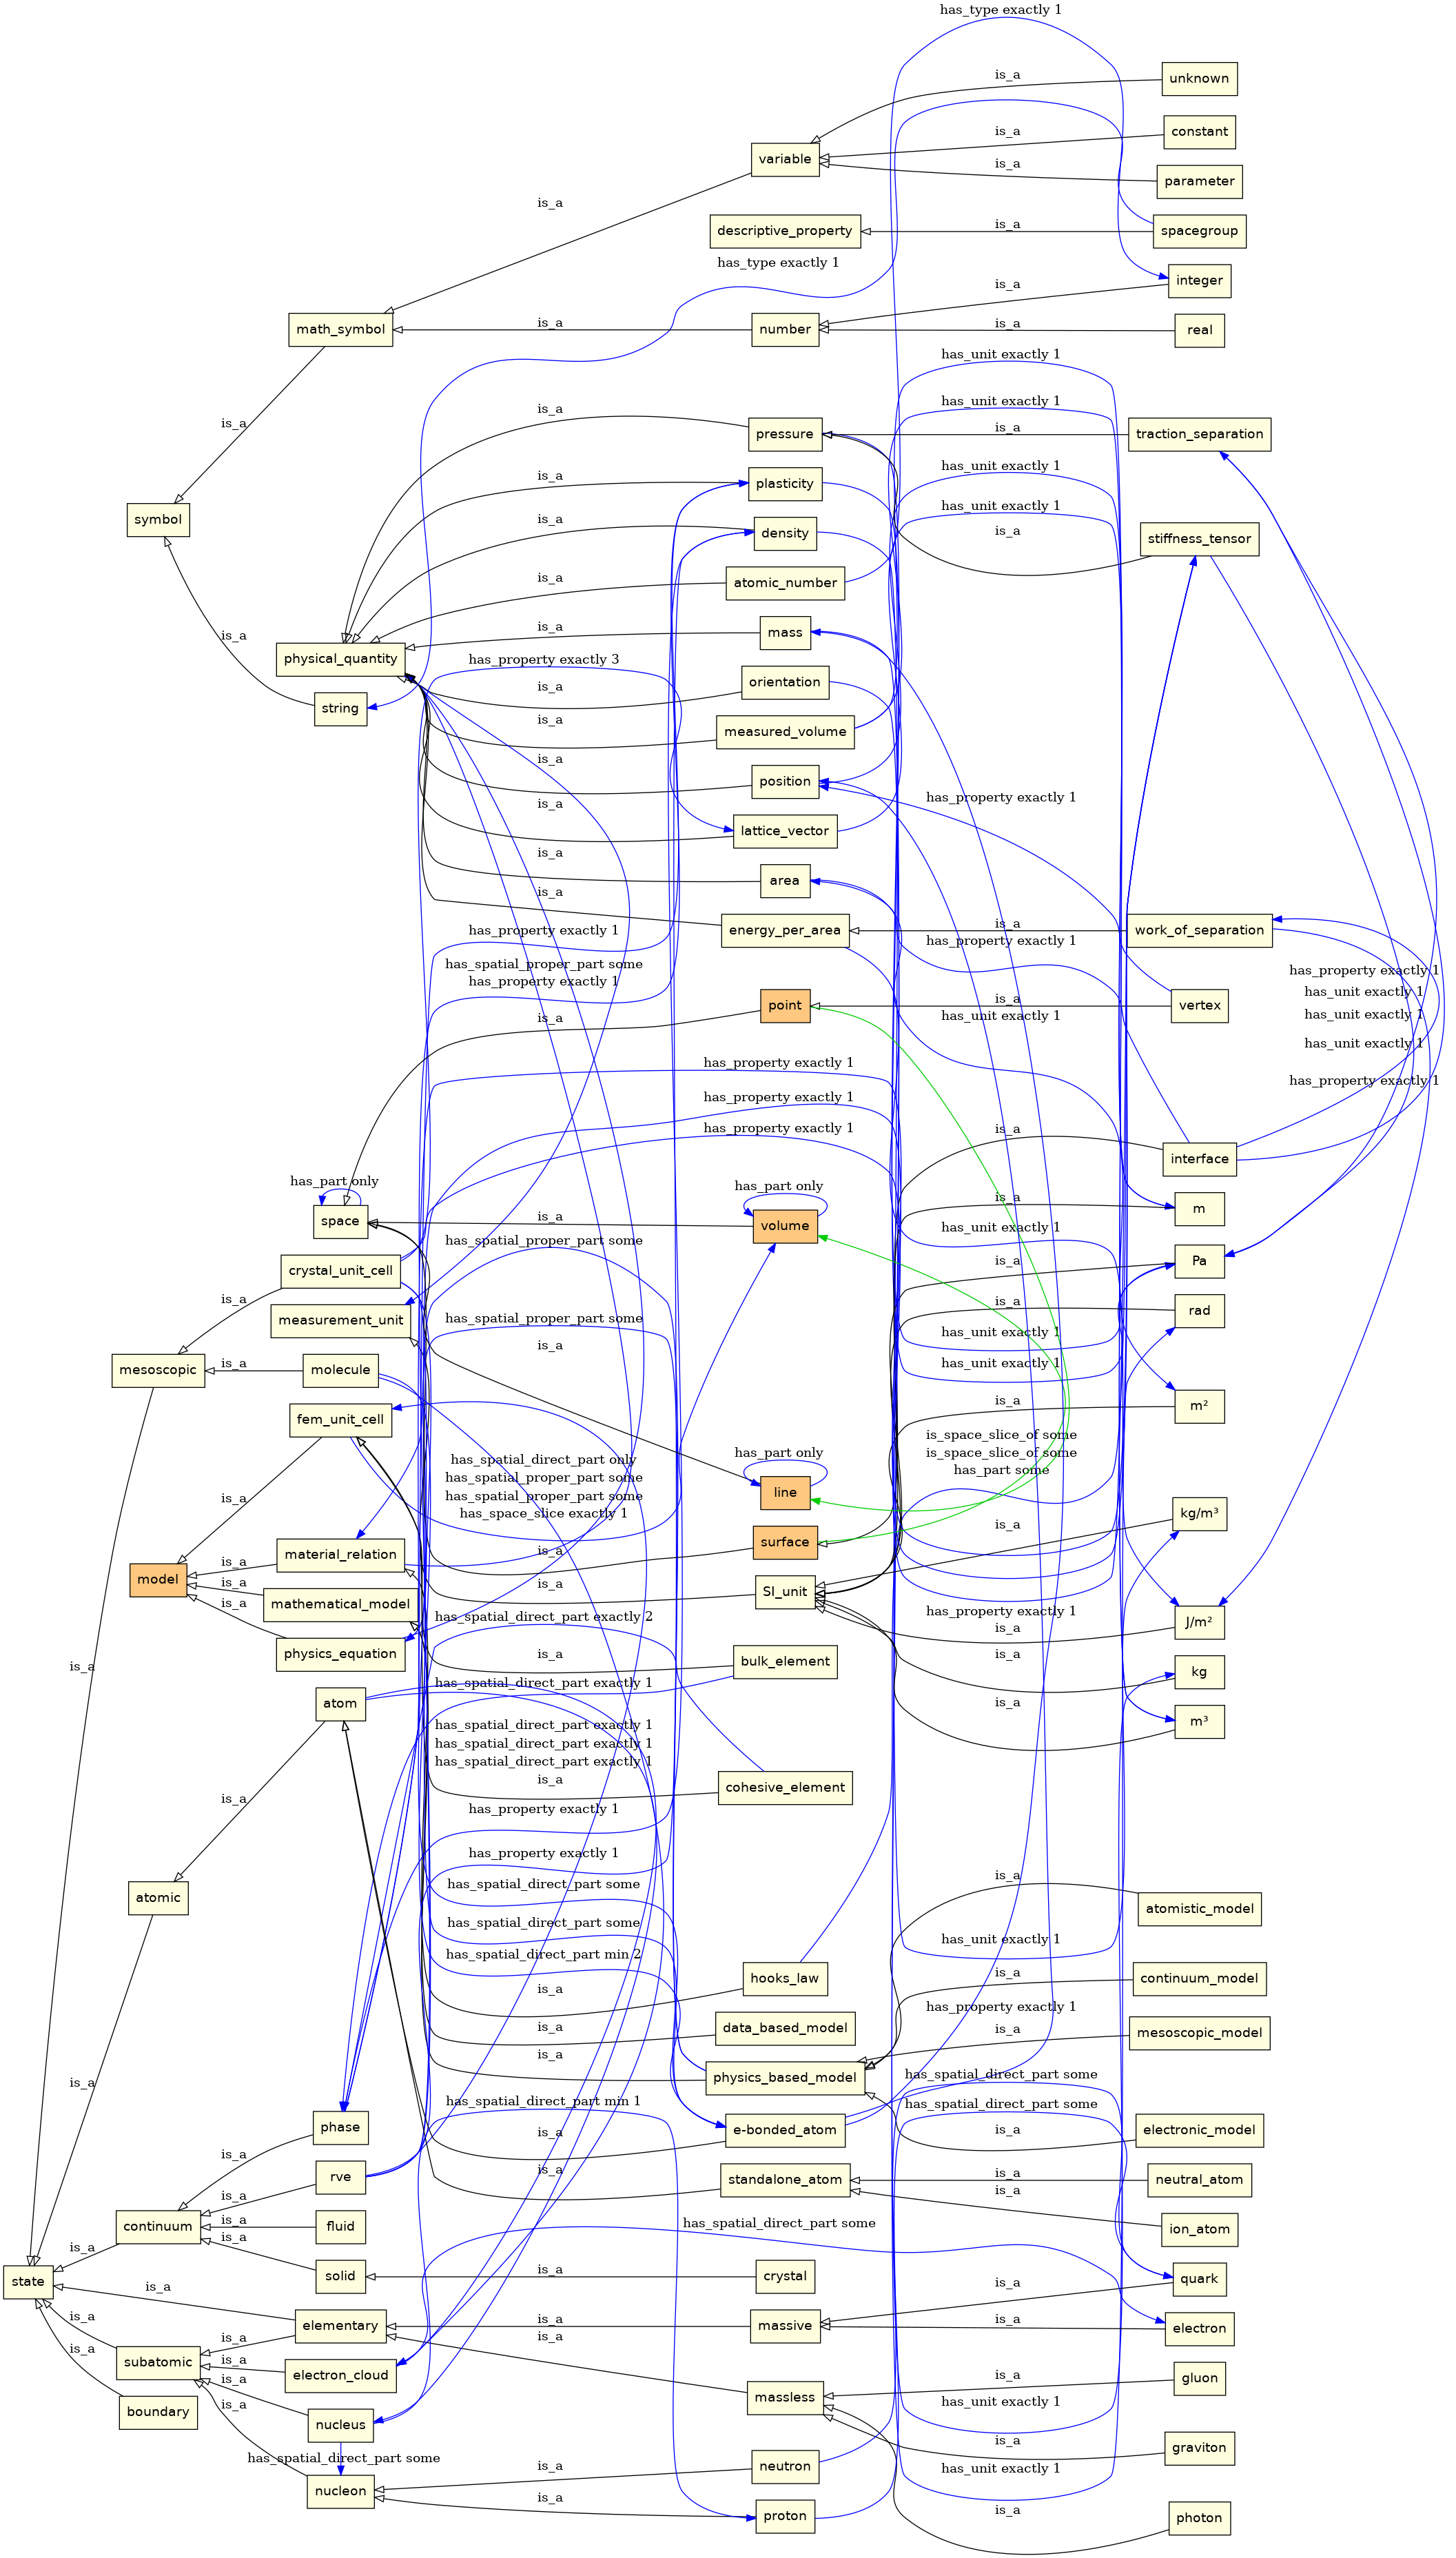 has_type exactly 1
is_a
unknown
is_a
constant
variable
is_a
parameter
is_a
descriptive_property
is_a
spacegroup
has_type exactly 1
is_a
integer
math_symbol
is_a
number
is_a
real
has_unit exactly 1
has_unit exactly 1
is_a
is_a
pressure
is_a
traction_separation
has_unit exactly 1
is_a
plasticity
has_unit exactly 1
symbol
is_a
density
is_a
stiffness_tensor
is_a
atomic_number
is_a
is_a
mass
physical_quantity
has_property exactly 3
is_a
orientation
string
is_a
measured_volume
is_a
position
has_property exactly 1
is_a
lattice_vector
is_a
area
is_a
has_property exactly 1
energy_per_area
is_a
work_of_separation
has_property exactly 1
has_spatial_proper_part some
has_property exactly 1
has_property exactly 1
has_unit exactly 1
is_a
point
is_a
vertex
has_unit exactly 1
has_unit exactly 1
has_unit exactly 1
has_property exactly 1
has_property exactly 1
has_property exactly 1
has_property exactly 1
is_a
interface
has_part only
has_part only
is_a
m
space
is_a
volume
has_unit exactly 1
has_spatial_proper_part some
is_a
Pa
crystal_unit_cell
is_a
is_a
rad
measurement_unit
has_spatial_proper_part some
has_unit exactly 1
is_a
has_unit exactly 1
mesoscopic
is_a
molecule
is_a
m²
fem_unit_cell
is_space_slice_of some
has_spatial_direct_part only
has_part only
is_space_slice_of some
has_spatial_proper_part some
has_part some
is_a
line
has_spatial_proper_part some
has_space_slice exactly 1
is_a
kg/m³
surface
material_relation
is_a
is_a
model
is_a
mathematical_model
is_a
SI_unit
has_property exactly 1
has_spatial_direct_part exactly 2
is_a
J/m²
is_a
physics_equation
is_a
bulk_element
is_a
kg
is_a
has_spatial_direct_part exactly 1
atom
is_a
m³
has_spatial_direct_part exactly 1
has_spatial_direct_part exactly 1
has_spatial_direct_part exactly 1
is_a
cohesive_element
is_a
has_property exactly 1
has_property exactly 1
is_a
has_spatial_direct_part some
atomic
atomistic_model
has_spatial_direct_part some
has_unit exactly 1
has_spatial_direct_part min 2
is_a
hooks_law
is_a
continuum_model
has_property exactly 1
is_a
data_based_model
is_a
mesoscopic_model
is_a
physics_based_model
has_spatial_direct_part some
is_a
has_spatial_direct_part min 1
has_spatial_direct_part some
phase
is_a
e-bonded_atom
is_a
electronic_model
is_a
rve
is_a
standalone_atom
is_a
neutral_atom
is_a
is_a
is_a
continuum
is_a
fluid
has_spatial_direct_part some
ion_atom
is_a
is_a
solid
is_a
crystal
quark
state
is_a
is_a
is_a
elementary
is_a
massive
is_a
electron
is_a
is_a
is_a
subatomic
is_a
electron_cloud
is_a
is_a
gluon
massless
is_a
has_unit exactly 1
boundary
nucleus
is_a
graviton
has_spatial_direct_part some
is_a
neutron
has_unit exactly 1
nucleon
is_a
proton
is_a
photon